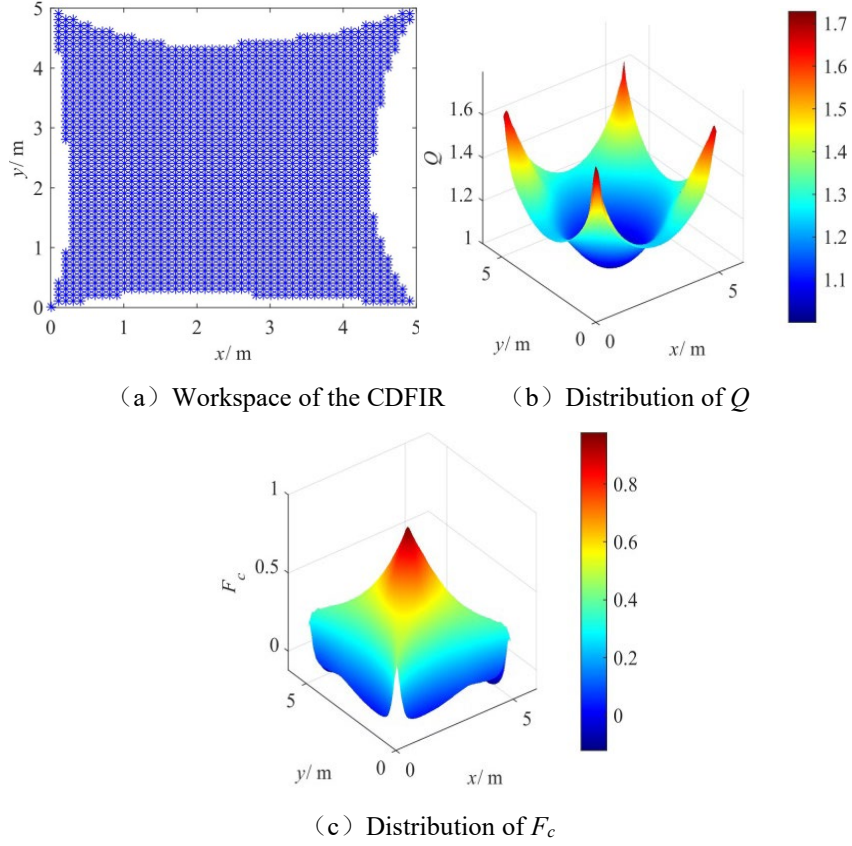 5
4
3
2
1
0
y/ m
0 1 2 3 4 5
x/ m
(a) Workspace of the CDFIR
1.6
1.4
1.2
1
Q
5
0
y/ m
0
5
x/ m
1.7
1.6
1.5
1.4
1.3
1.2
1.1
(b) Distribution of Q
1
0.5
0
F_c
5
0
y/ m
0
5
x/ m
0.8
0.6
0.4
0.2
0
(c) Distribution of F_c